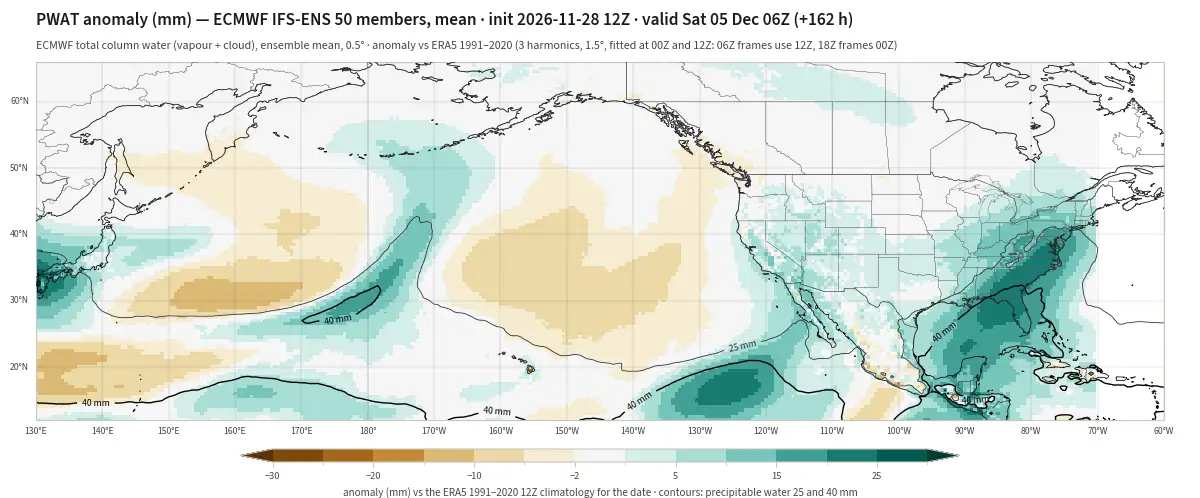 PWAT anomaly (mm) — ECMWF IFS-ENS 50 members, mean · init 2026-11-28 12Z · valid Sat 05 Dec 06Z (+162 h)
ECMWF total column water (vapour + cloud), ensemble mean, 0.5° · anomaly vs ERA5 1991–2020 (3 harmonics, 1.5°, fitted at 00Z and 12Z: 06Z frames use 12Z, 18Z frames 00Z)
60°N
50°N
40°N
30°N
20°N
40 mm
40 mm
25 mm
40 mm
40 mm
40 mm
40 mm
130°E 140°E 150°E 160°E 170°E 180° 170°W 160°W 150°W 140°W 130°W 120°W 110°W 100°W 90°W 80°W 70°W 60°W
−30 −20 −10 −2 5 15 25
anomaly (mm) vs the ERA5 1991–2020 12Z climatology for the date · contours: precipitable water 25 and 40 mm